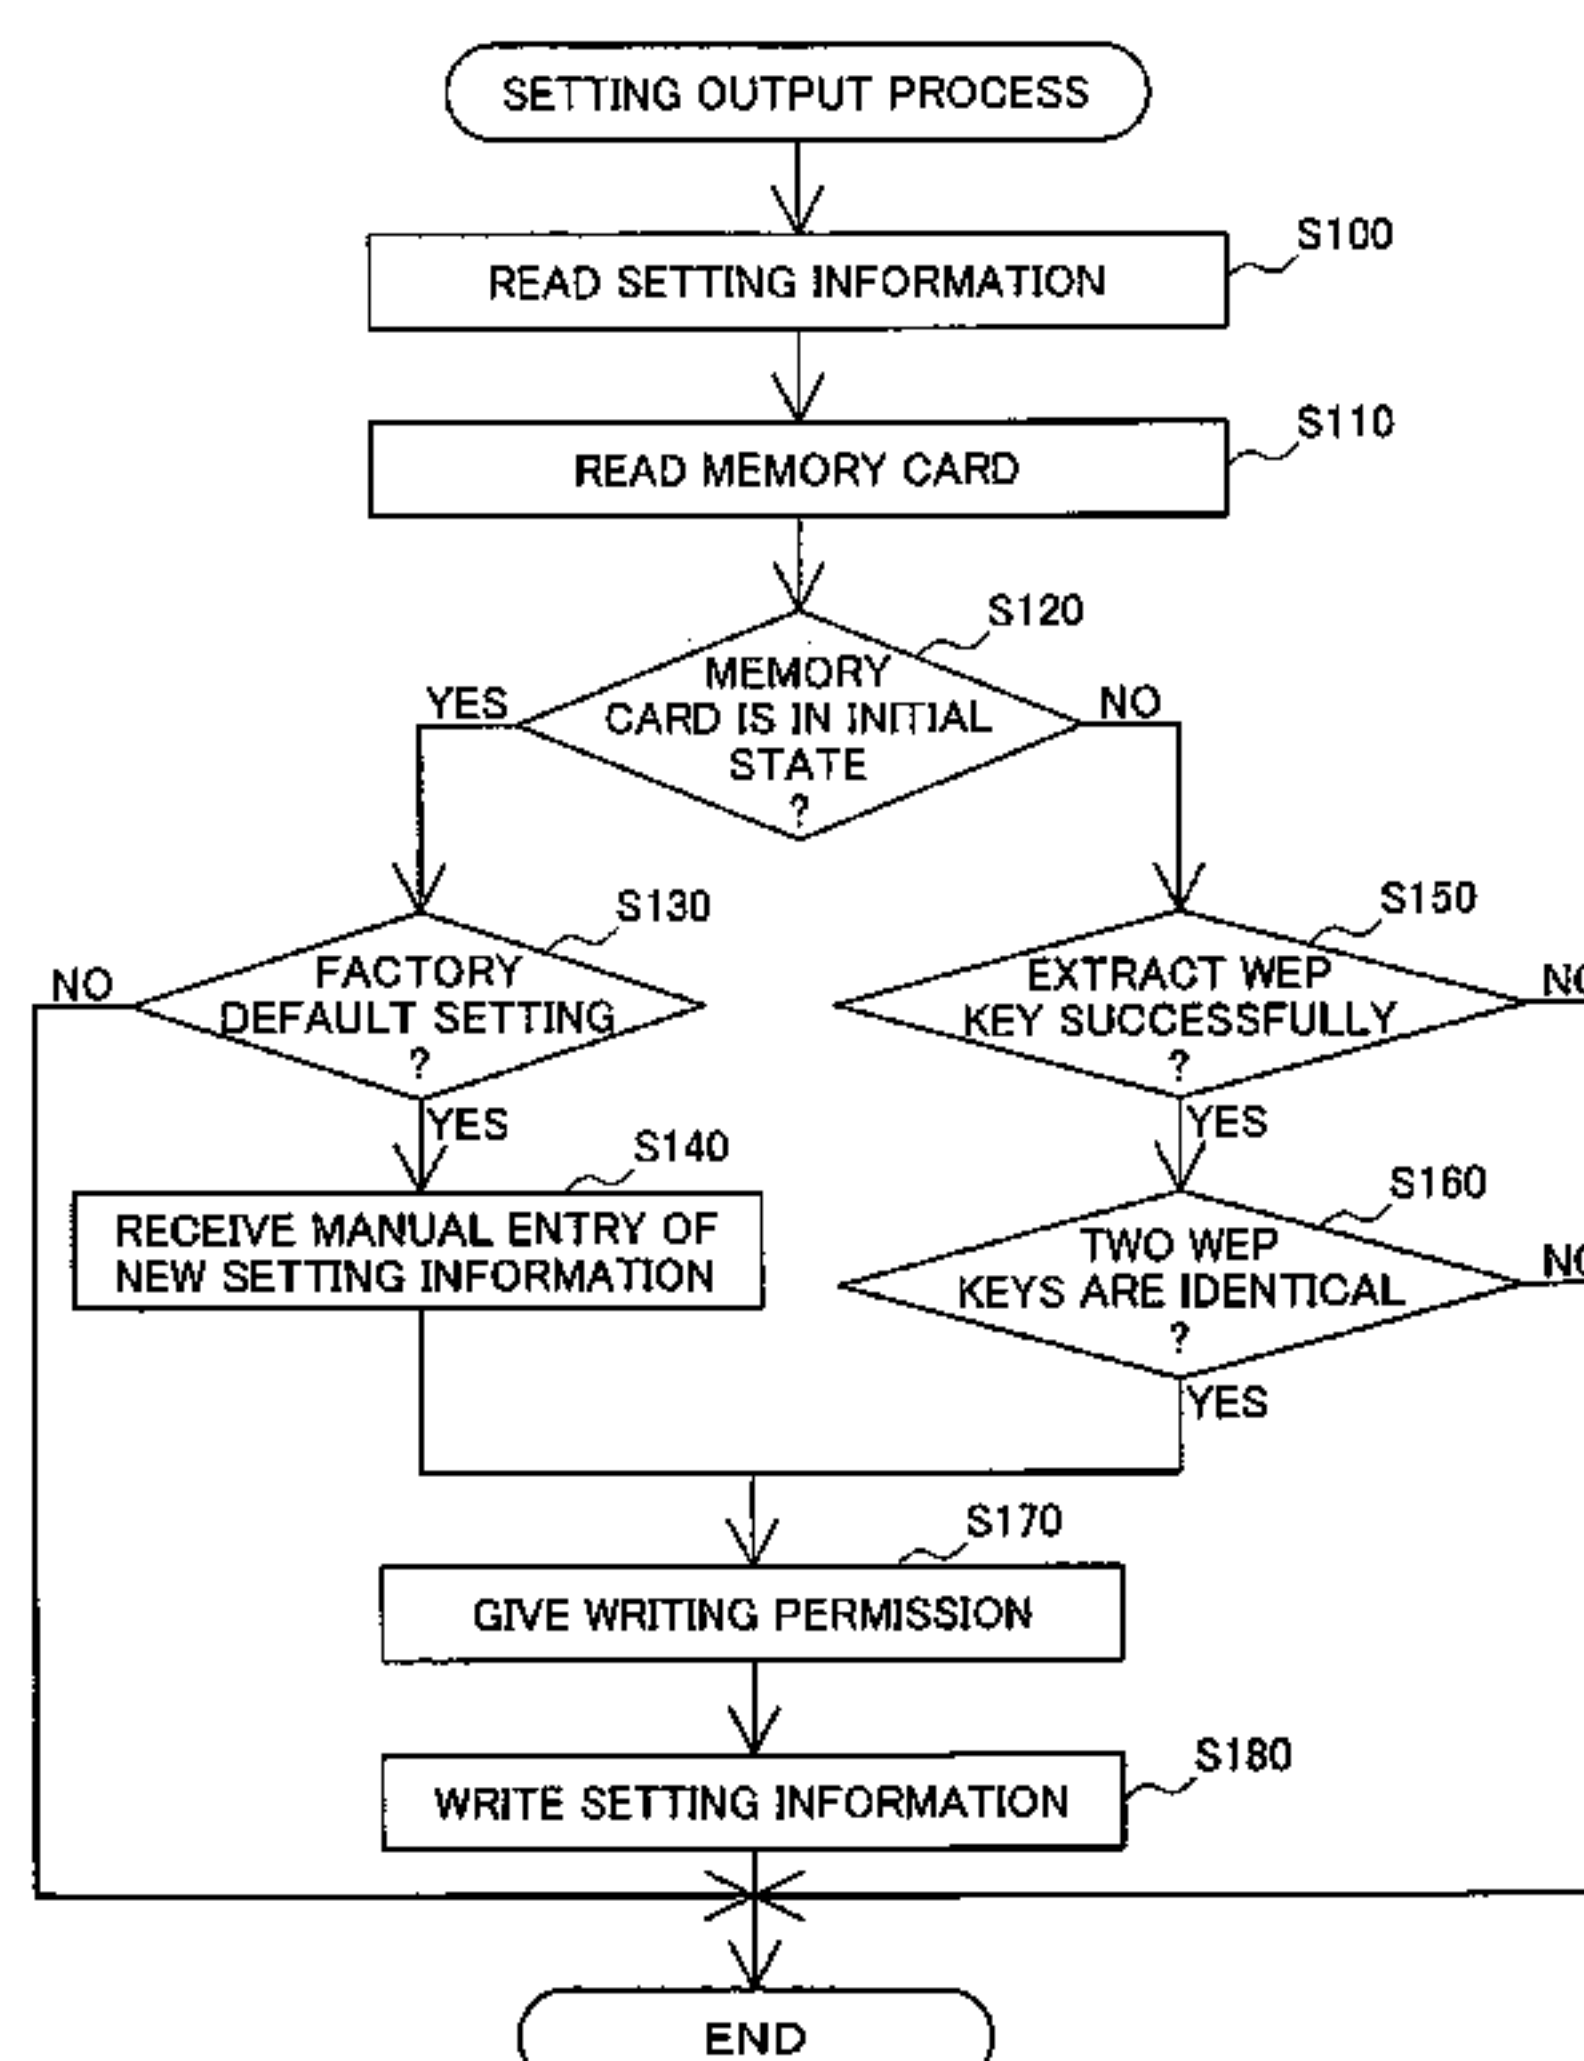 SETTING OUTPUT PROCESS
S100
READ SETTING INFORMATION
S110
READ MEMORY CARD
S120
MEMORY
CARD IS IN INITIAL
STATE
?
YES
NO
S130
FACTORY
DEFAULT SETTING
?
NO
YES
S150
EXTRACT WEP
KEY SUCCESSFULLY
?
NO
YES
S140
RECEIVE MANUAL ENTRY OF
NEW SETTING INFORMATION
S160
TWO WEP
KEYS ARE IDENTICAL
?
NO
YES
S170
GIVE WRITING PERMISSION
S180
WRITE SETTING INFORMATION
END